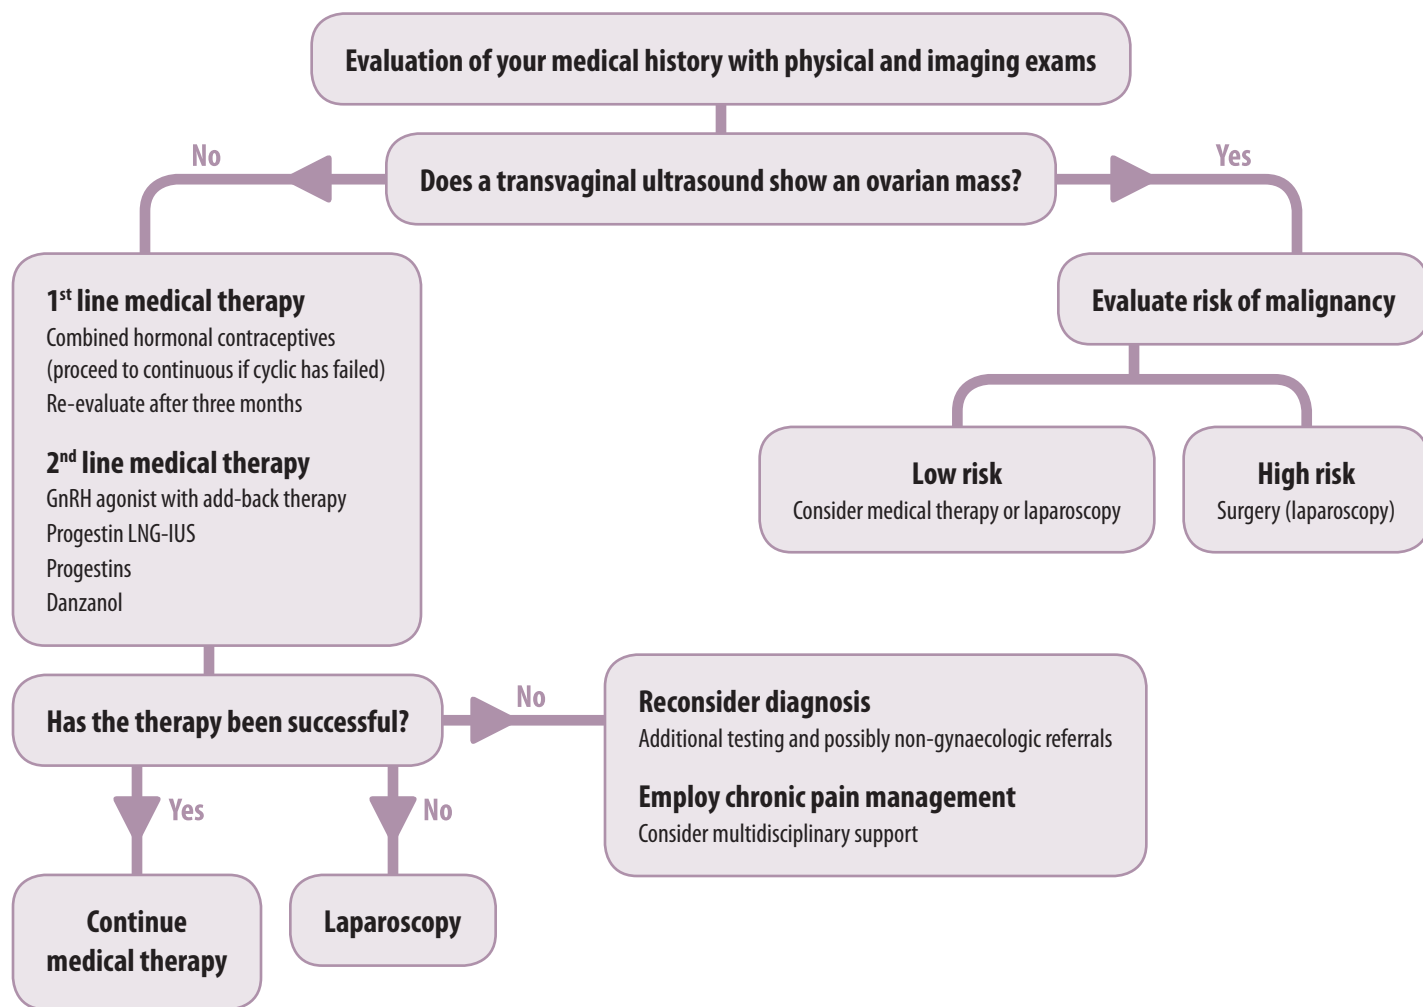 Evaluation of your medical history with physical and imaging exams
Does a transvaginal ultrasound show an ovarian mass?
No
Yes
1st line medical therapy
Combined hormonal contraceptives
(proceed to continuous if cyclic has failed)
Re-evaluate after three months
2nd line medical therapy
GnRH agonist with add-back therapy
Progestin LNG-IUS
Progestins
Danzanol
Evaluate risk of malignancy
Low risk
Consider medical therapy or laparoscopy
High risk
Surgery (laparoscopy)
Has the therapy been successful?
No
Reconsider diagnosis
Additional testing and possibly non-gynaecologic referrals
Employ chronic pain management
Consider multidisciplinary support
Yes
No
Continue
medical therapy
Laparoscopy